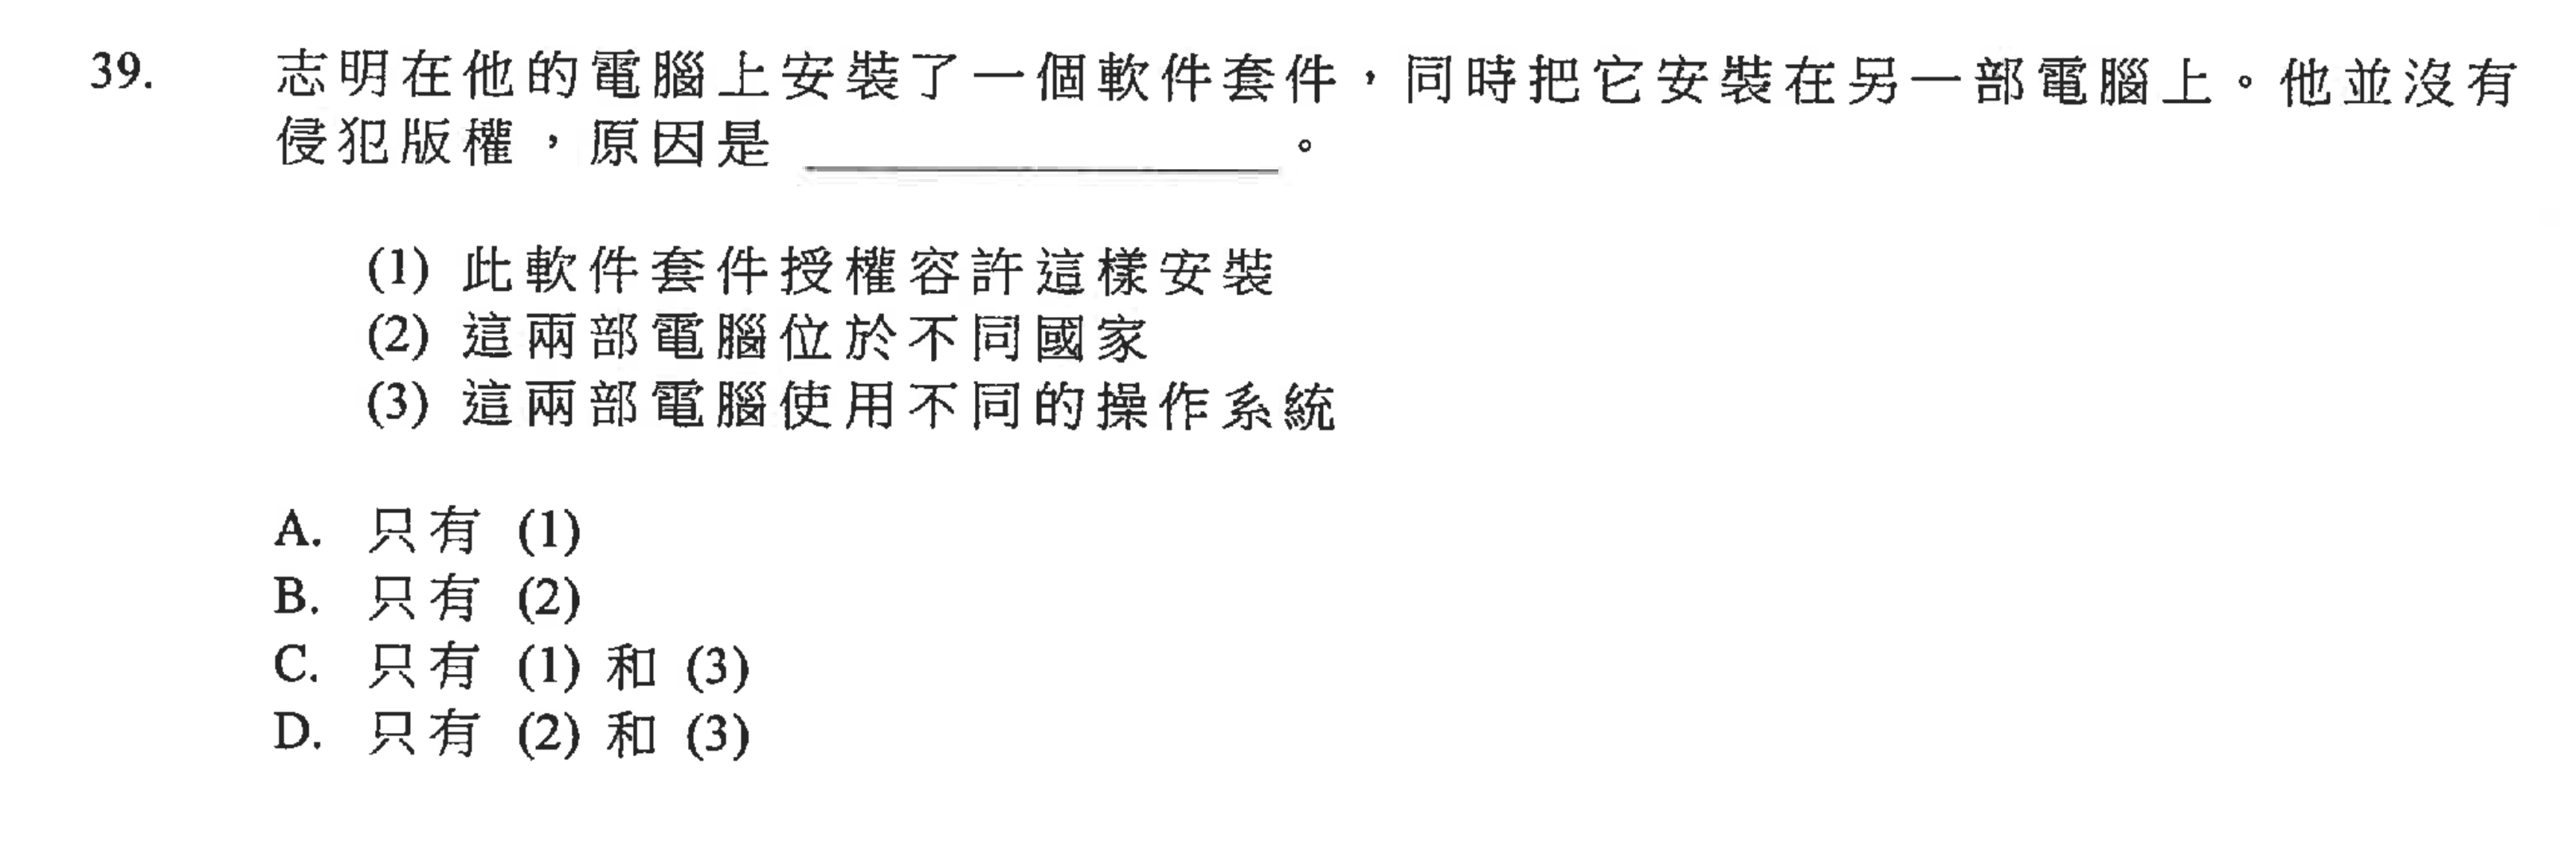 39. 志明在他的電腦上安裝了一個軟件套件，同時把它安裝在另一部電腦上。他並沒有
侵犯版權，原因是 ____________ 。
(1) 此軟件套件授權容許這樣安裝
(2) 這兩部電腦位於不同國家
(3) 這兩部電腦使用不同的操作系統
A. 只有 (1)
B. 只有 (2)
C. 只有 (1) 和 (3)
D. 只有 (2) 和 (3)